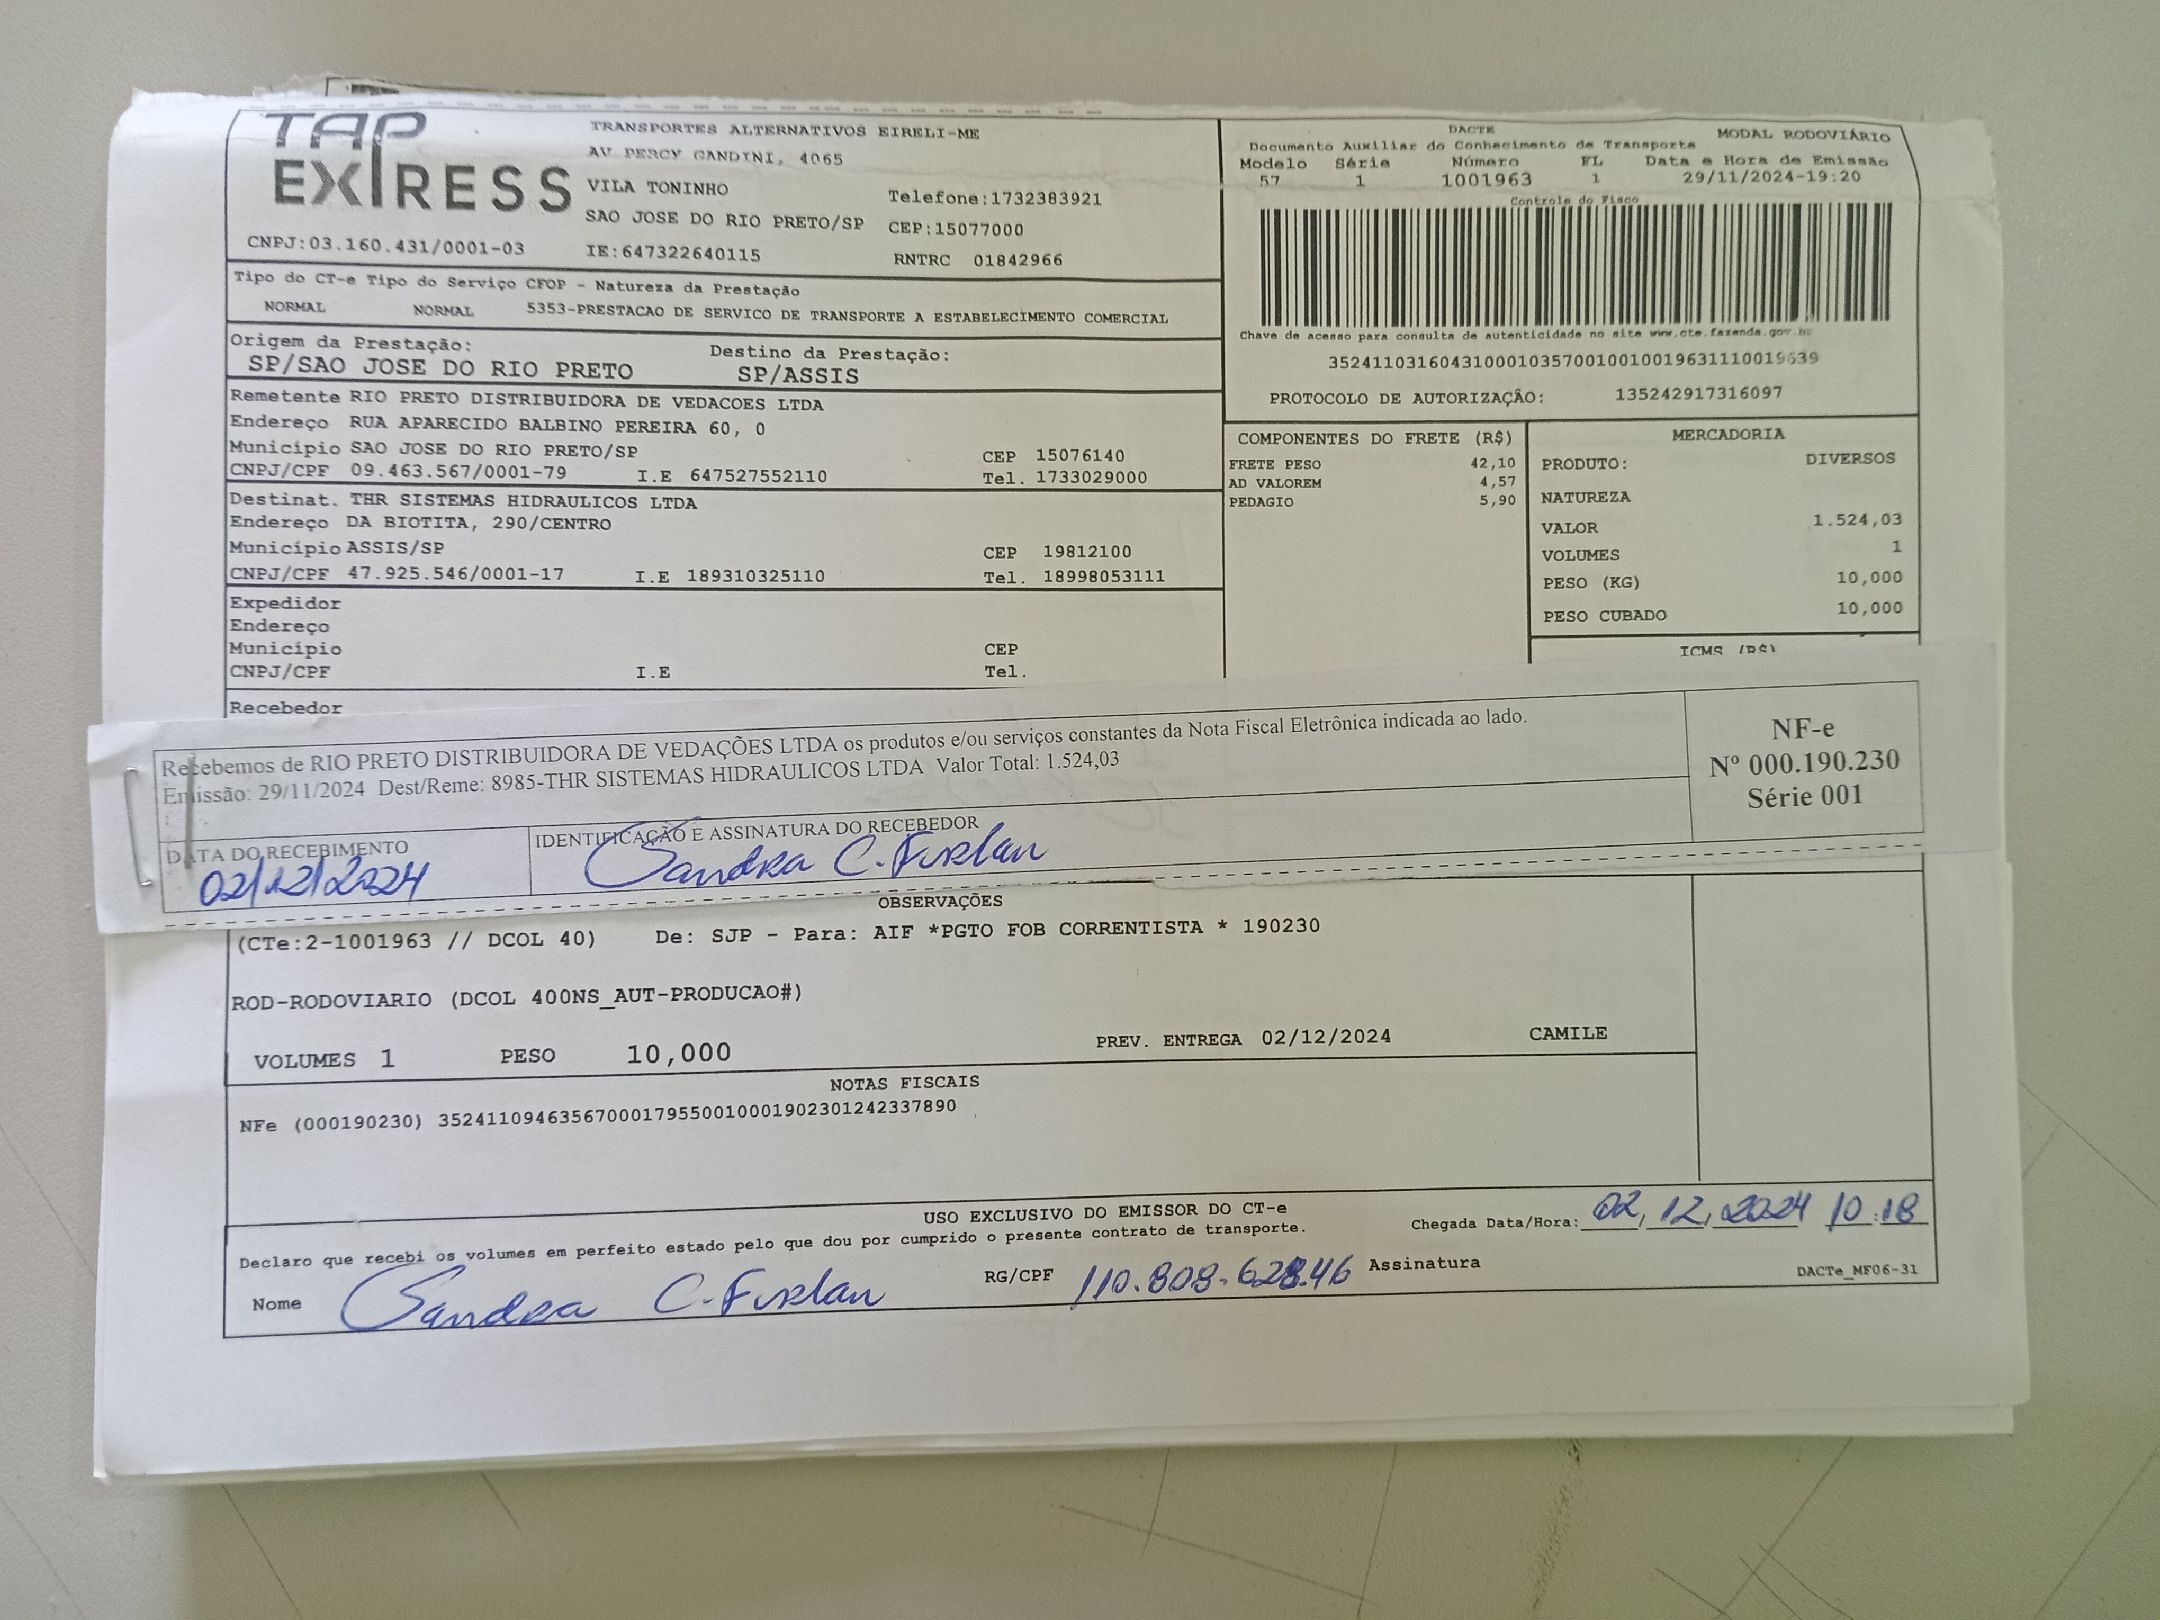 TAP EXPRESS
TRANSPORTES ALTERNATIVOS EIRELI-ME
AV PERCY GANDINI, 4065
VILA TONINHO
Telefone:1732383921
SAO JOSE DO RIO PRETO/SP CEP:15077000
CNPJ:03.160.431/0001-03 IE:647322640115 RNTRC 01842966
DACTE MODAL RODOVIÁRIO
Documento Auxiliar do Conhecimento de Transporte
Modelo Série Número FL Data e Hora de Emissão
57 1 1001963 1 29/11/2024-19:20
Controle do Fisco
Chave de acesso para consulta de autenticidade no site www.cte.fazenda.gov.br
35241103160431000103570010010019631110019639
PROTOCOLO DE AUTORIZAÇÃO: 135242917316097
Tipo do CT-e Tipo do Serviço CFOP - Natureza da Prestação
NORMAL NORMAL 5353-PRESTACAO DE SERVICO DE TRANSPORTE A ESTABELECIMENTO COMERCIAL
Origem da Prestação: Destino da Prestação:
SP/SAO JOSE DO RIO PRETO SP/ASSIS
Remetente RIO PRETO DISTRIBUIDORA DE VEDACOES LTDA
Endereço RUA APARECIDO BALBINO PEREIRA 60, 0
Município SAO JOSE DO RIO PRETO/SP CEP 15076140
CNPJ/CPF 09.463.567/0001-79 I.E 647527552110 Tel. 1733029000
Destinat. THR SISTEMAS HIDRAULICOS LTDA
Endereço DA BIOTITA, 290/CENTRO
Município ASSIS/SP CEP 19812100
CNPJ/CPF 47.925.546/0001-17 I.E 189310325110 Tel. 18998053111
Expedidor
Endereço
Município CEP
CNPJ/CPF I.E Tel.
Recebedor
COMPONENTES DO FRETE (R$)
FRETE PESO 42,10
AD VALOREM 4,57
PEDAGIO 5,90
MERCADORIA
PRODUTO: DIVERSOS
NATUREZA
VALOR 1.524,03
VOLUMES 1
PESO (KG) 10,000
PESO CUBADO 10,000
ICMS (R$)
Recebemos de RIO PRETO DISTRIBUIDORA DE VEDAÇÕES LTDA os produtos e/ou serviços constantes da Nota Fiscal Eletrônica indicada ao lado.
Emissão: 29/11/2024 Dest/Reme: 8985-THR SISTEMAS HIDRAULICOS LTDA Valor Total: 1.524,03
NF-e
Nº 000.190.230
Série 001
DATA DO RECEBIMENTO
02/12/2024
IDENTIFICAÇÃO E ASSINATURA DO RECEBEDOR
Sandra C. Furlan
OBSERVAÇÕES
(CTe:2-1001963 // DCOL 40) De: SJP - Para: AIF *PGTO FOB CORRENTISTA * 190230
ROD-RODOVIARIO (DCOL 400NS_AUT-PRODUCAO#)
VOLUMES 1 PESO 10,000 PREV. ENTREGA 02/12/2024 CAMILE
NOTAS FISCAIS
NFe (000190230) 35241109463567000179550010001902301242337890
USO EXCLUSIVO DO EMISSOR DO CT-e
Declaro que recebi os volumes em perfeito estado pelo que dou por cumprido o presente contrato de transporte.
Chegada Data/Hora: 02/12/2024 10:18
Nome Sandra C. Furlan RG/CPF 110.808.628.46 Assinatura
DACTe_MF06-31